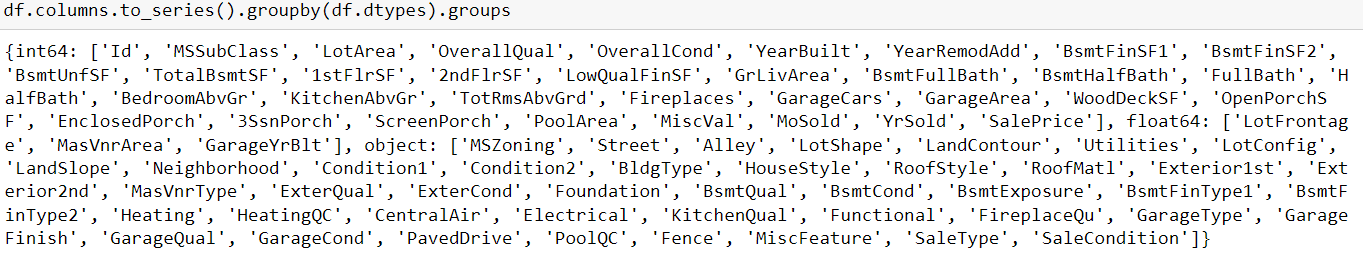 df.columns.to_series().groupby(df.dtypes).groups
{int64: ['Id', 'MSSubClass', 'LotArea', 'OverallQual', 'OverallCond', 'YearBuilt', 'YearRemodAdd', 'BsmtFinSF1', 'BsmtFinSF2',
'BsmtUnfSF', 'TotalBsmtSF', '1stFlrSF', '2ndFlrSF', 'LowQualFinSF', 'GrLivArea', 'BsmtFullBath', 'BsmtHalfBath', 'FullBath', 'H
alfBath', 'BedroomAbvGr', 'KitchenAbvGr', 'TotRmsAbvGrd', 'Fireplaces', 'GarageCars', 'GarageArea', 'WoodDeckSF', 'OpenPorchS
F', 'EnclosedPorch', '3SsnPorch', 'ScreenPorch', 'PoolArea', 'MiscVal', 'MoSold', 'YrSold', 'SalePrice'], float64: ['LotFrontag
e', 'MasVnrArea', 'GarageYrBlt'], object: ['MSZoning', 'Street', 'Alley', 'LotShape', 'LandContour', 'Utilities', 'LotConfig',
'LandSlope', 'Neighborhood', 'Condition1', 'Condition2', 'BldgType', 'HouseStyle', 'RoofStyle', 'RoofMatl', 'Exterior1st', 'Ext
erior2nd', 'MasVnrType', 'ExterQual', 'ExterCond', 'Foundation', 'BsmtQual', 'BsmtCond', 'BsmtExposure', 'BsmtFinType1', 'BsmtF
inType2', 'Heating', 'HeatingQC', 'CentralAir', 'Electrical', 'KitchenQual', 'Functional', 'FireplaceQu', 'GarageType', 'Garage
Finish', 'GarageQual', 'GarageCond', 'PavedDrive', 'PoolQC', 'Fence', 'MiscFeature', 'SaleType', 'SaleCondition']}